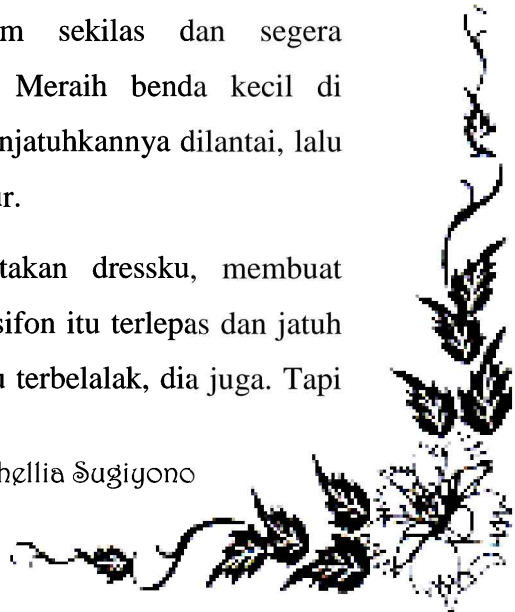 m sekilas dan segera
Meraih benda kecil di
njatuhkannya dilantai, lalu
ur.
takan dressku, membuat
sifon itu terlepas dan jatuh
u terbelalak, dia juga. Tapi
hellia Sugiyono